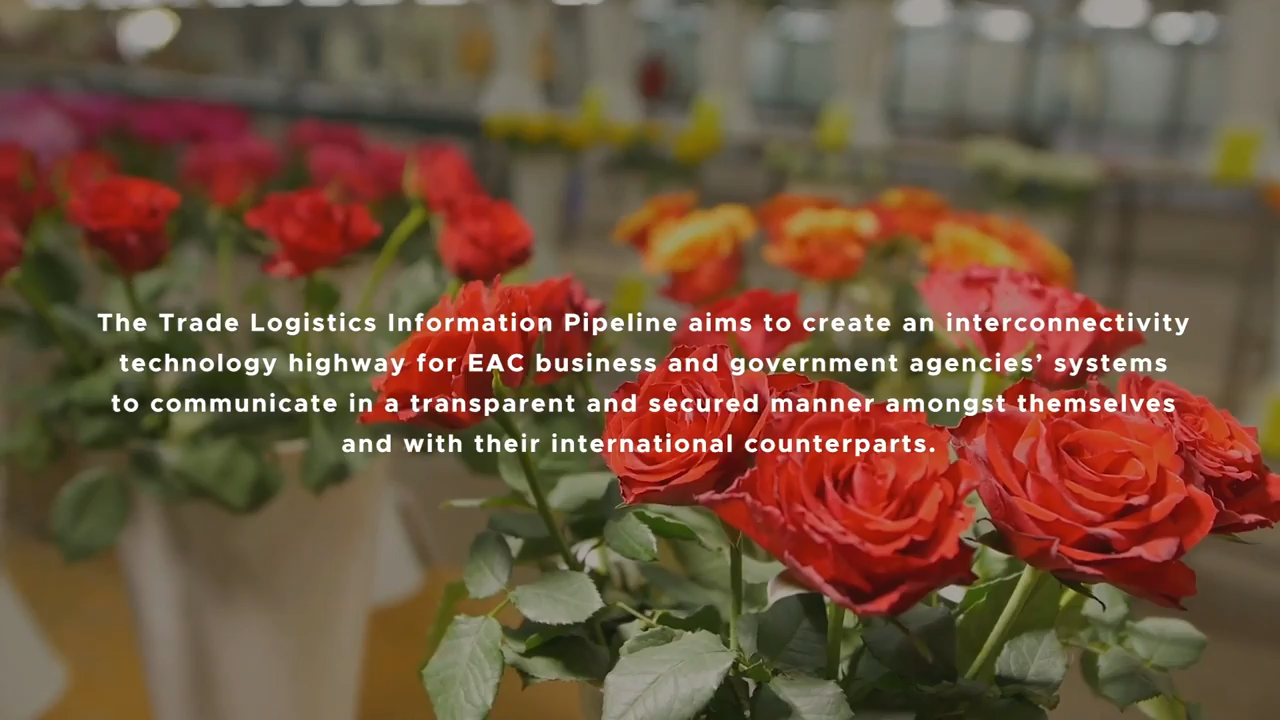 The Trade Logistics Information Pipeline aims to create an interconnectivity
technology highway for EAC business and government agencies’ systems
to communicate in a transparent and secured manner amongst themselves
and with their international counterparts.